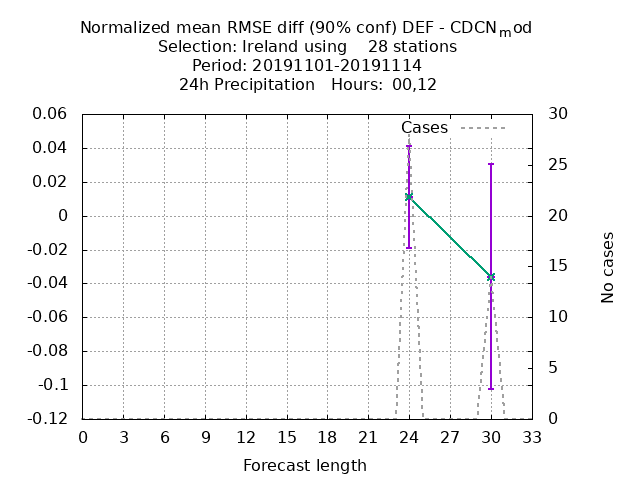 Normalized mean RMSE diff (90% conf) DEF - CDCNmod
Selection: Ireland using    28 stations
Period: 20191101-20191114
24h Precipitation   Hours:  00,12
Cases
0.06
0.04
0.02
0
-0.02
-0.04
-0.06
-0.08
-0.1
-0.12
30
25
20
15
10
5
0
No cases
0 3 6 9 12 15 18 21 24 27 30 33
Forecast length